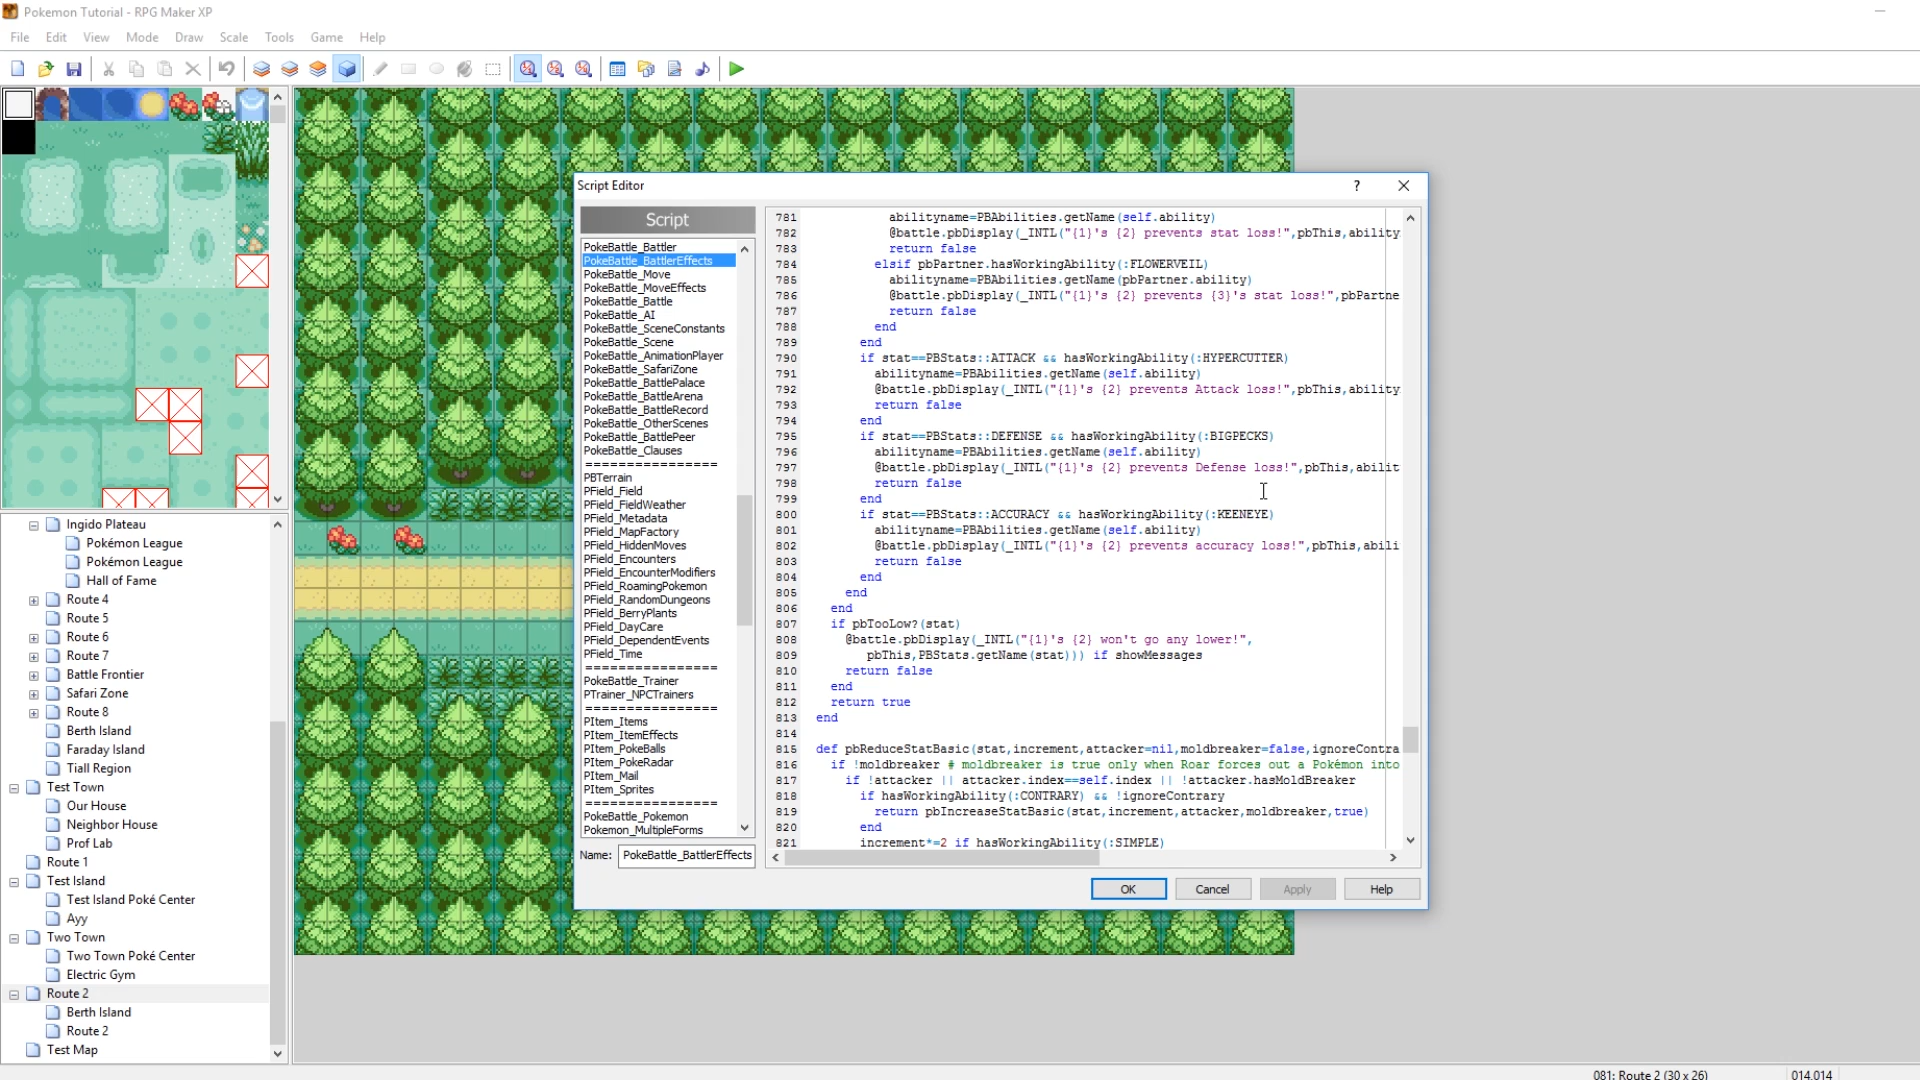 Pokemon Tutorial - RPG Maker XP
File Edit View Mode Draw Scale Tools Game Help
Script Editor
?
Script
PokeBattle_Battler
PokeBattle_BattlerEffects
PokeBattle_Move
PokeBattle_MoveEffects
PokeBattle_Battle
PokeBattle_AI
PokeBattle_SceneConstants
PokeBattle_Scene
PokeBattle_AnimationPlayer
PokeBattle_SafariZone
PokeBattle_BattlePalace
PokeBattle_BattleArena
PokeBattle_BattleRecord
PokeBattle_OtherScenes
PokeBattle_BattlePeer
PokeBattle_Clauses
================
PBTerrain
PField_Field
PField_FieldWeather
PField_Metadata
PField_MapFactory
PField_HiddenMoves
PField_Encounters
PField_EncounterModifiers
PField_RoamingPokemon
PField_RandomDungeons
PField_BerryPlants
PField_DayCare
PField_DependentEvents
PField_Time
================
PokeBattle_Trainer
PTrainer_NPCTrainers
================
PItem_Items
PItem_ItemEffects
PItem_PokeBalls
PItem_PokeRadar
PItem_Mail
PItem_Sprites
================
PokeBattle_Pokemon
Pokemon_MultipleForms
Name: PokeBattle_BattlerEffects
781 abilityname=PBAbilities.getName(self.ability)
782 @battle.pbDisplay(_INTL("{1}'s {2} prevents stat loss!",pbThis,ability
783 return false
784 elsif pbPartner.hasWorkingAbility(:FLOWERVEIL)
785 abilityname=PBAbilities.getName(pbPartner.ability)
786 @battle.pbDisplay(_INTL("{1}'s {2} prevents {3}'s stat loss!",pbPartne
787 return false
788 end
789 end
790 if stat==PBStats::ATTACK && hasWorkingAbility(:HYPERCUTTER)
791 abilityname=PBAbilities.getName(self.ability)
792 @battle.pbDisplay(_INTL("{1}'s {2} prevents Attack loss!",pbThis,ability
793 return false
794 end
795 if stat==PBStats::DEFENSE && hasWorkingAbility(:BIGPECKS)
796 abilityname=PBAbilities.getName(self.ability)
797 @battle.pbDisplay(_INTL("{1}'s {2} prevents Defense loss!",pbThis,abilit
798 return false
799 end
800 if stat==PBStats::ACCURACY && hasWorkingAbility(:KEENEYE)
801 abilityname=PBAbilities.getName(self.ability)
802 @battle.pbDisplay(_INTL("{1}'s {2} prevents accuracy loss!",pbThis,abili
803 return false
804 end
805 end
806 end
807 if pbTooLow?(stat)
808 @battle.pbDisplay(_INTL("{1}'s {2} won't go any lower!",
809 pbThis,PBStats.getName(stat))) if showMessages
810 return false
811 end
812 return true
813 end
814
815 def pbReduceStatBasic(stat,increment,attacker=nil,moldbreaker=false,ignoreContra
816 if !moldbreaker # moldbreaker is true only when Roar forces out a Pokémon into
817 if !attacker || attacker.index==self.index || !attacker.hasMoldBreaker
818 if hasWorkingAbility(:CONTRARY) && !ignoreContrary
819 return pbIncreaseStatBasic(stat,increment,attacker,moldbreaker,true)
820 end
821 increment*=2 if hasWorkingAbility(:SIMPLE)
OK Cancel Apply Help
Ingido Plateau
Pokémon League
Pokémon League
Hall of Fame
Route 4
Route 5
Route 6
Route 7
Battle Frontier
Safari Zone
Route 8
Berth Island
Faraday Island
Tiall Region
Test Town
Our House
Neighbor House
Prof Lab
Route 1
Test Island
Test Island Poké Center
Ayy
Two Town
Two Town Poké Center
Electric Gym
Route 2
Berth Island
Route 2
Test Map
081: Route 2 (30 x 26) 014,014